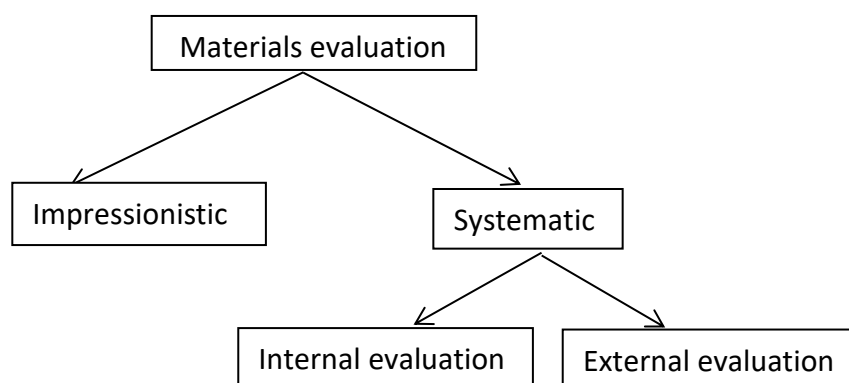 Materials evaluation
Impressionistic
Systematic
Internal evaluation
External evaluation